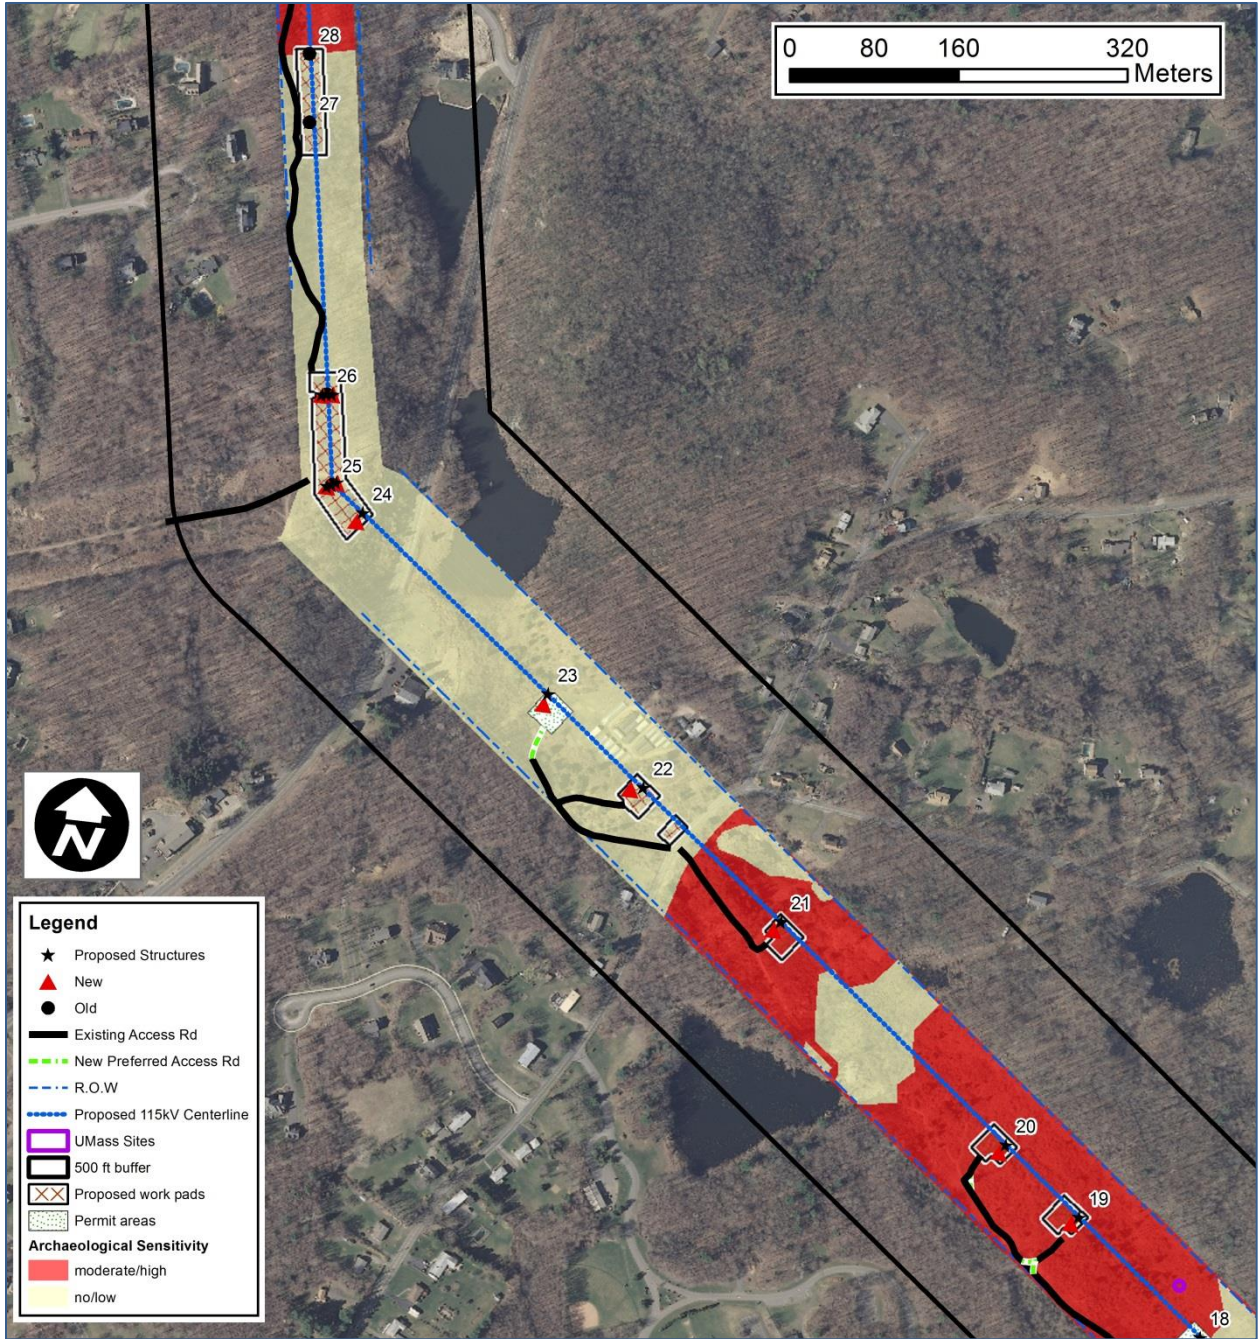 0 80 160 320
Meters
28
27
26
25
24
23
22
21
20
19
18
N
Legend
Proposed Structures
New
Old
Existing Access Rd
New Preferred Access Rd
R.O.W
Proposed 115kV Centerline
UMass Sites
500 ft buffer
Proposed work pads
Permit areas
Archaeological Sensitivity
moderate/high
no/low